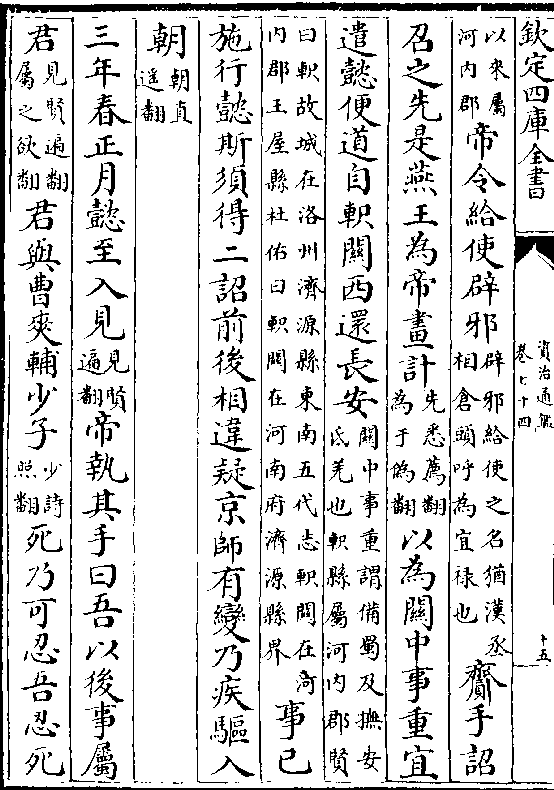 欽定四庫全書
資治通鑑
卷七十四
十五
以來屬
河內郡
帝令給使辟邪
辟邪給使之名猶漢丞
相倉頭呼為宜禄也
齎手詔
召之先是燕王為帝畫計
先悉薦翻
為于偽翻
以為關中事重宜
遣懿便道自軹關西還長安
關中事重謂備蜀及撫安
氐羌也軹縣屬河內郡賢
曰軹故城在洛州濟源縣東南五代志軹關在河
內郡王屋縣杜佑曰軹關在河南府濟源縣界
事已
施行懿斯須得二詔前後相違疑京師有變乃疾驅入
朝
朝直
遥翻
三年春正月懿至入見
見賢
遍翻
帝執其手曰吾以後事屬
君
見賢遍翻
屬之欲翻
君與曹爽輔少子
少詩
照翻
死乃可忍吾忍死